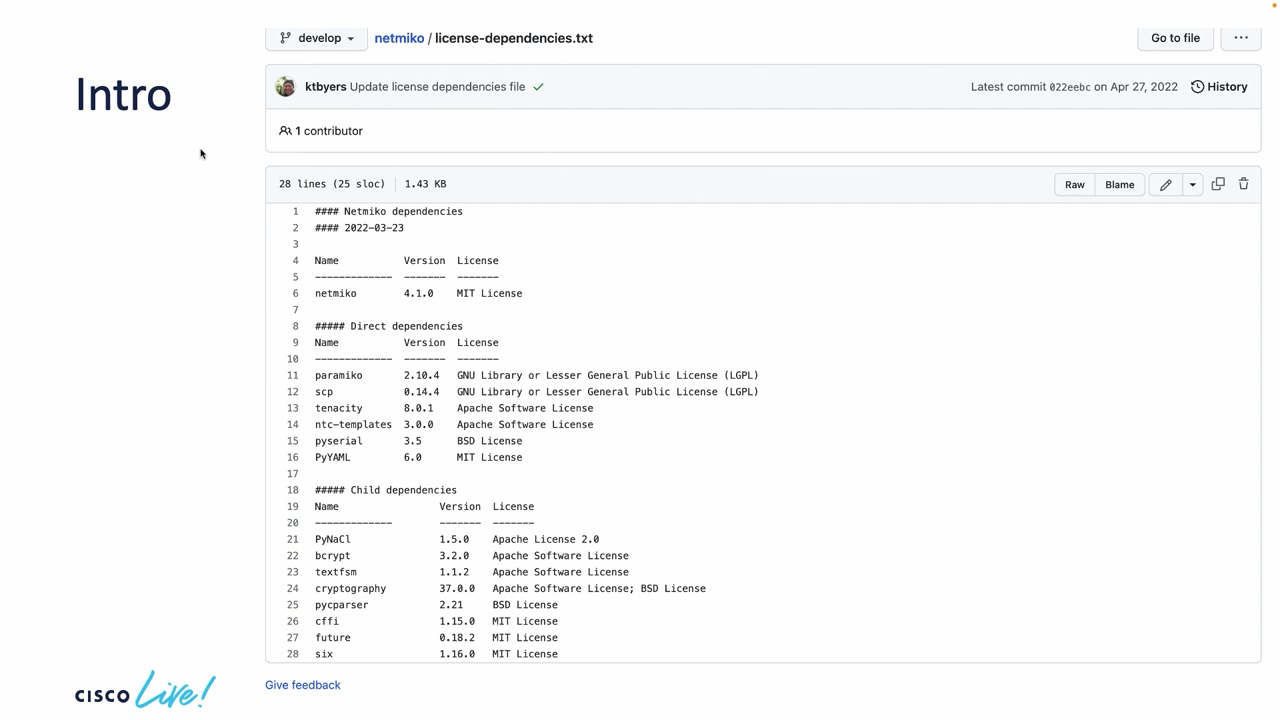 Intro
develop
netmiko / license-dependencies.txt
Go to file
...
ktbyers Update license dependencies file
Latest commit 022eebc on Apr 27, 2022
History
1 contributor
28 lines (25 sloc) 1.43 KB
Raw
Blame
1 #### Netmiko dependencies
2 #### 2022-03-23
3
4 Name Version License
5 ------------- ------- -------
6 netmiko 4.1.0 MIT License
7
8 ##### Direct dependencies
9 Name Version License
10 ------------- ------- -------
11 paramiko 2.10.4 GNU Library or Lesser General Public License (LGPL)
12 scp 0.14.4 GNU Library or Lesser General Public License (LGPL)
13 tenacity 8.0.1 Apache Software License
14 ntc-templates 3.0.0 Apache Software License
15 pyserial 3.5 BSD License
16 PyYAML 6.0 MIT License
17
18 ##### Child dependencies
19 Name Version License
20 ------------- ------- -------
21 PyNaCl 1.5.0 Apache License 2.0
22 bcrypt 3.2.0 Apache Software License
23 textfsm 1.1.2 Apache Software License
24 cryptography 37.0.0 Apache Software License; BSD License
25 pycparser 2.21 BSD License
26 cffi 1.15.0 MIT License
27 future 0.18.2 MIT License
28 six 1.16.0 MIT License
Give feedback
CISCO Live!